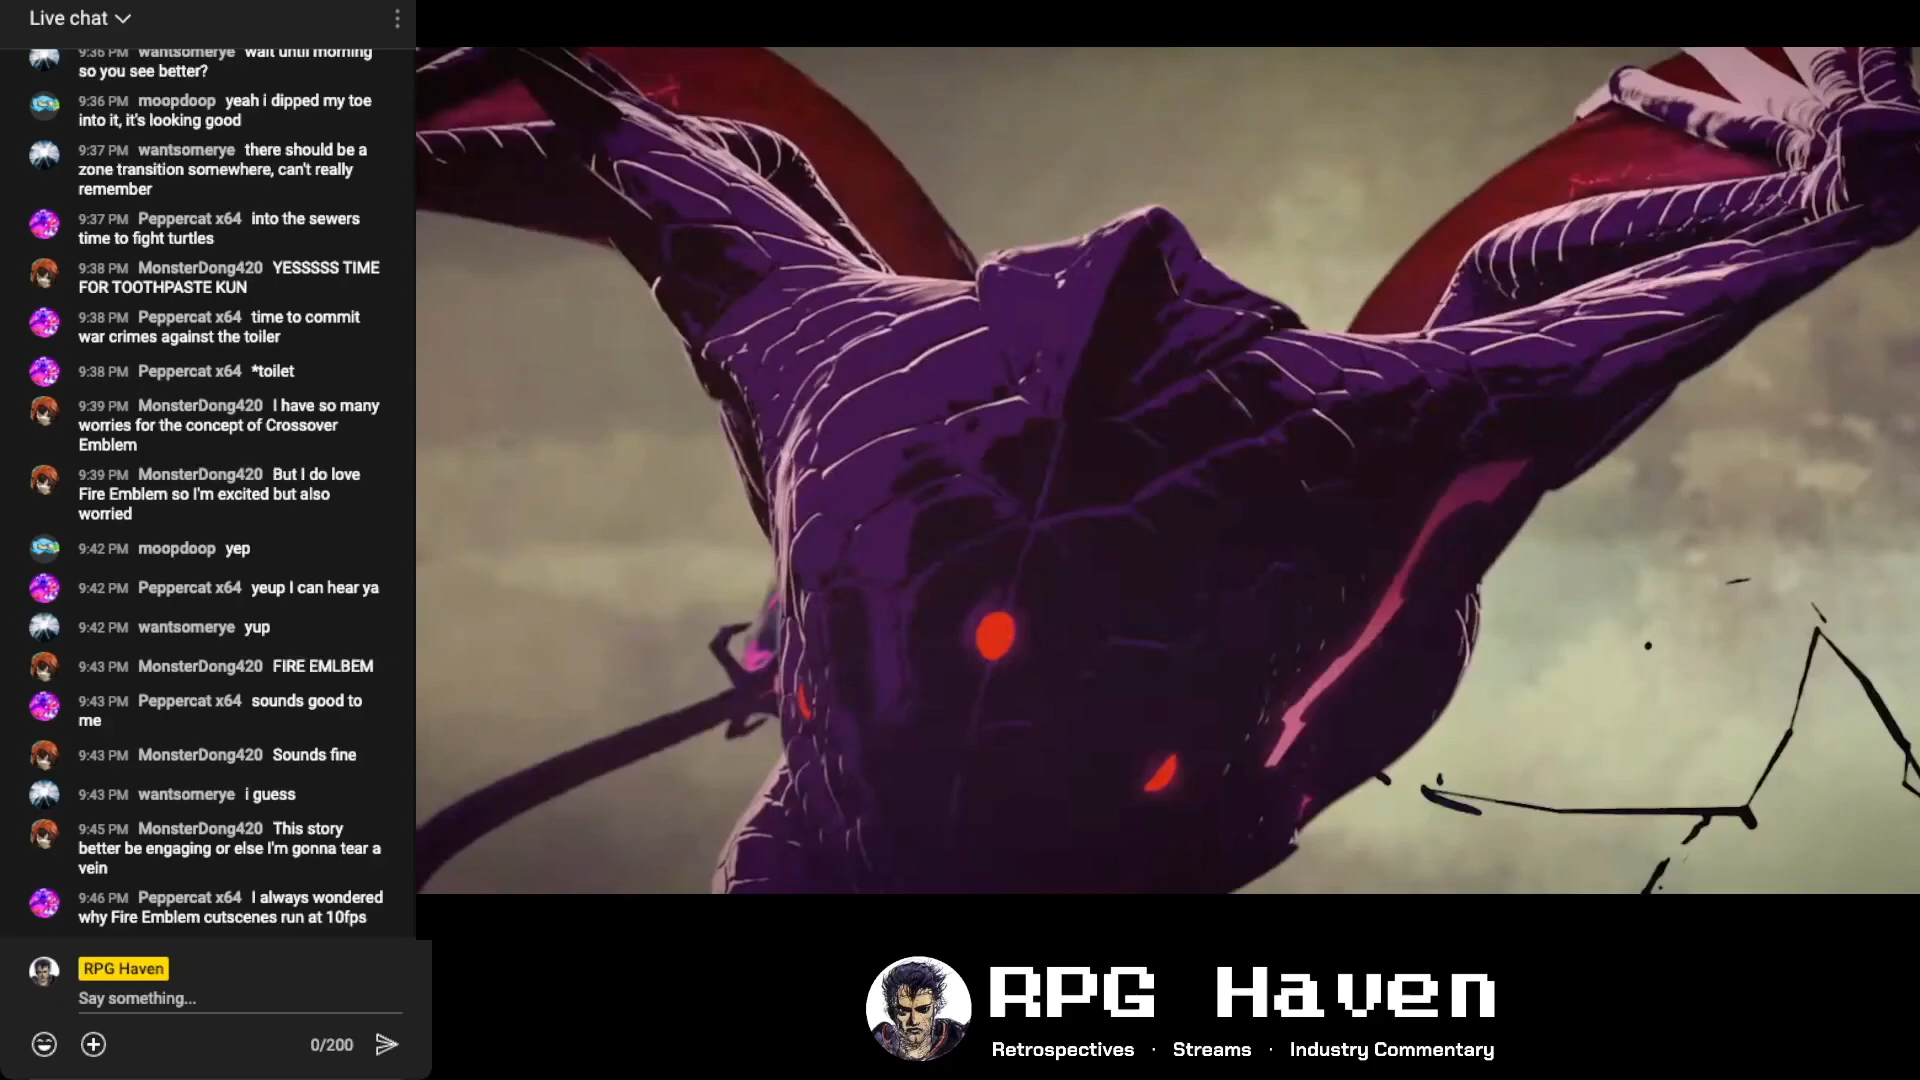 Live chat
9:36 PM wantsomerye wait until morning
so you see better?
9:36 PM moopdoop yeah i dipped my toe
into it, it's looking good
9:37 PM wantsomerye there should be a
zone transition somewhere, can't really
remember
9:37 PM Peppercat x64 into the sewers
time to fight turtles
9:38 PM MonsterDong420 YESSSSS TIME
FOR TOOTHPASTE KUN
9:38 PM Peppercat x64 time to commit
war crimes against the toiler
9:38 PM Peppercat x64 *toilet
9:39 PM MonsterDong420 I have so many
worries for the concept of Crossover
Emblem
9:39 PM MonsterDong420 But I do love
Fire Emblem so I'm excited but also
worried
9:42 PM moopdoop yep
9:42 PM Peppercat x64 yeup I can hear ya
9:42 PM wantsomerye yup
9:43 PM MonsterDong420 FIRE EMLBEM
9:43 PM Peppercat x64 sounds good to
me
9:43 PM MonsterDong420 Sounds fine
9:43 PM wantsomerye i guess
9:45 PM MonsterDong420 This story
better be engaging or else I'm gonna tear a
vein
9:46 PM Peppercat x64 I always wondered
why Fire Emblem cutscenes run at 10fps
RPG Haven
Say something...
0/200
RPG Haven
Retrospectives · Streams · Industry Commentary